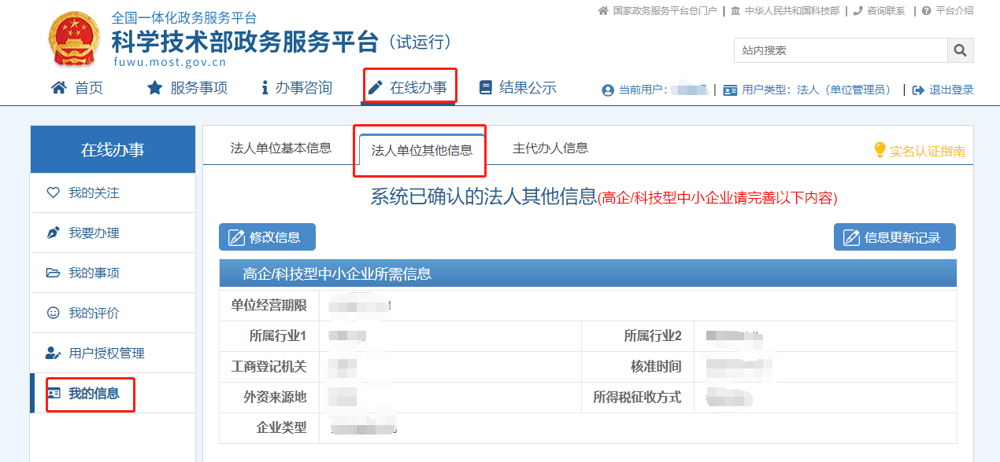 国家政务服务平台总门户 | 中华人民共和国科技部 | 咨询联系 | 平台介绍
全国一体化政务服务平台
科学技术部政务服务平台（试运行）
fuwu.most.gov.cn
站内搜索
首页 服务事项 办事咨询 在线办事 结果公示
当前用户： | 用户类型：法人（单位管理员） | 退出登录
在线办事
我的关注
我要办理
我的事项
我的评价
用户授权管理
我的信息
法人单位基本信息 法人单位其他信息 主代办人信息 实名认证指南
系统已确认的法人其他信息(高企/科技型中小企业请完善以下内容)
修改信息 信息更新记录
高企/科技型中小企业所需信息
单位经营期限
所属行业1 所属行业2
工商登记机关 核准时间
外资来源地 所得税征收方式
企业类型